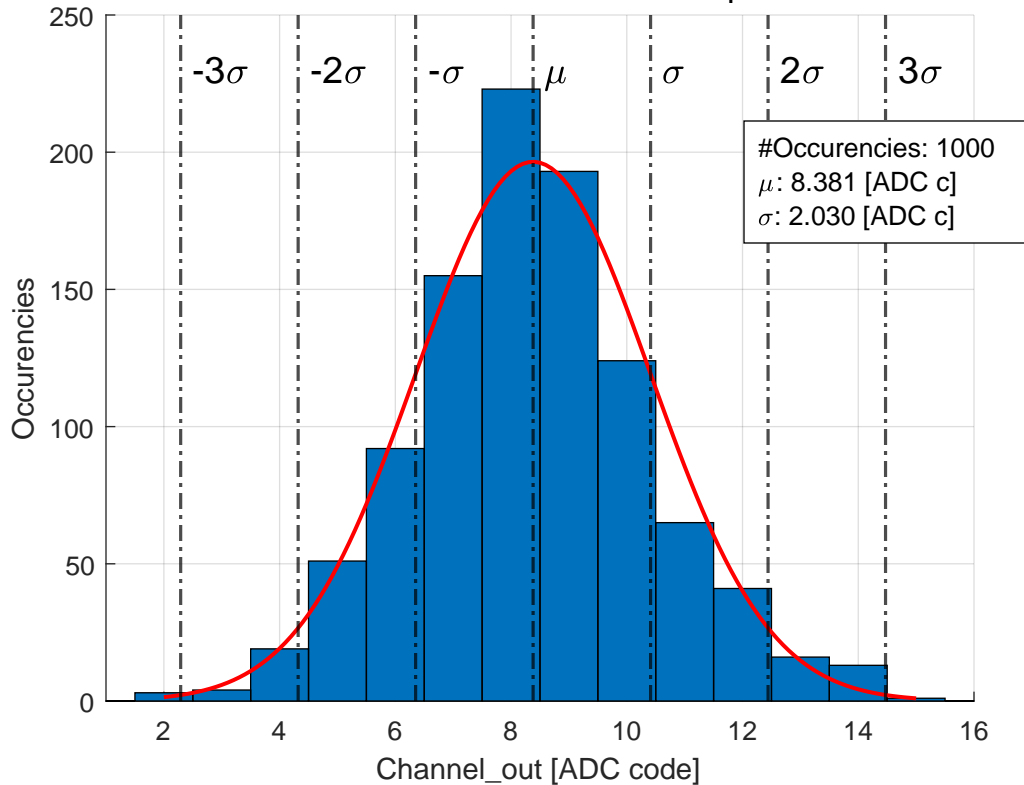 250
-3σ -2σ -σ μ σ 2σ 3σ
200
#Occurencies: 1000
μ: 8.381 [ADC c]
σ: 2.030 [ADC c]
150
Occurencies
100
50
0
2 4 6 8 10 12 14 16
Channel_out [ADC code]